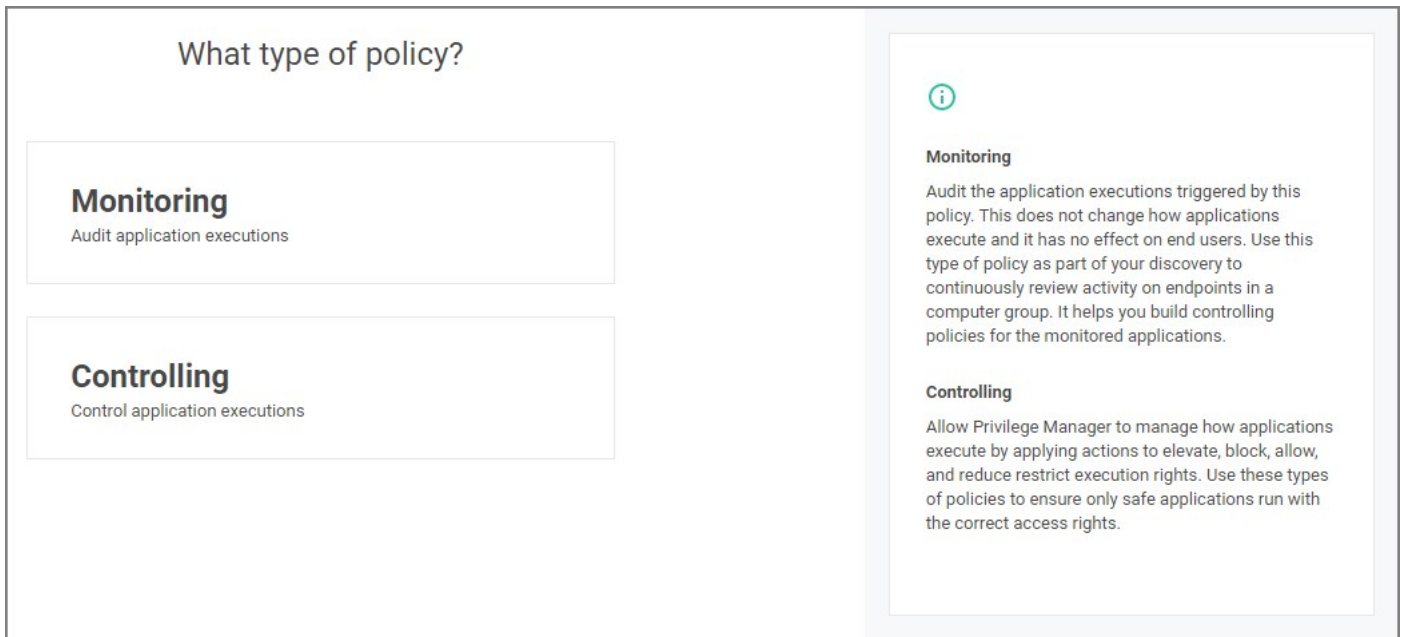 What type of policy?
Monitoring
Audit application executions
Controlling
Control application executions
Monitoring
Audit the application executions triggered by this
policy. This does not change how applications
execute and it has no effect on end users. Use this
type of policy as part of your discovery to
continuously review activity on endpoints in a
computer group. It helps you build controlling
policies for the monitored applications.
Controlling
Allow Privilege Manager to manage how applications
execute by applying actions to elevate, block, allow,
and reduce restrict execution rights. Use these types
of policies to ensure only safe applications run with
the correct access rights.